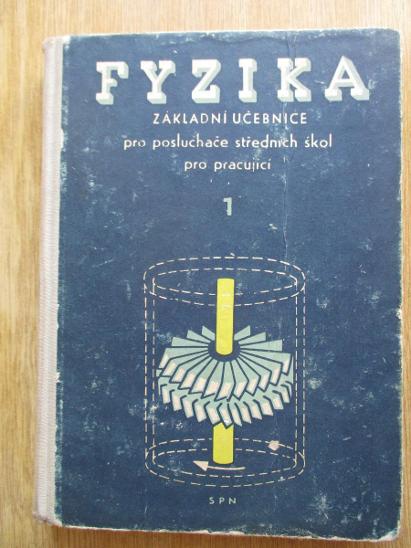 FYZIKA
ZÁKLADNÍ UČEBNICE
pro posluchače středních škol
pro pracující
1
SPN